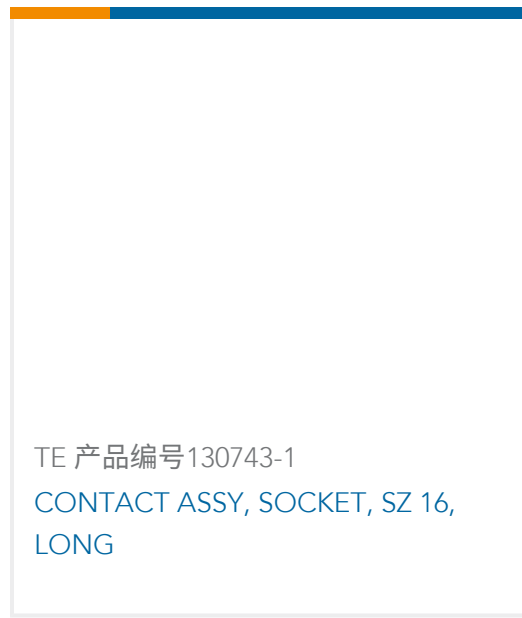 TE 产品编号130743-1
CONTACT ASSY, SOCKET, SZ 16,
LONG